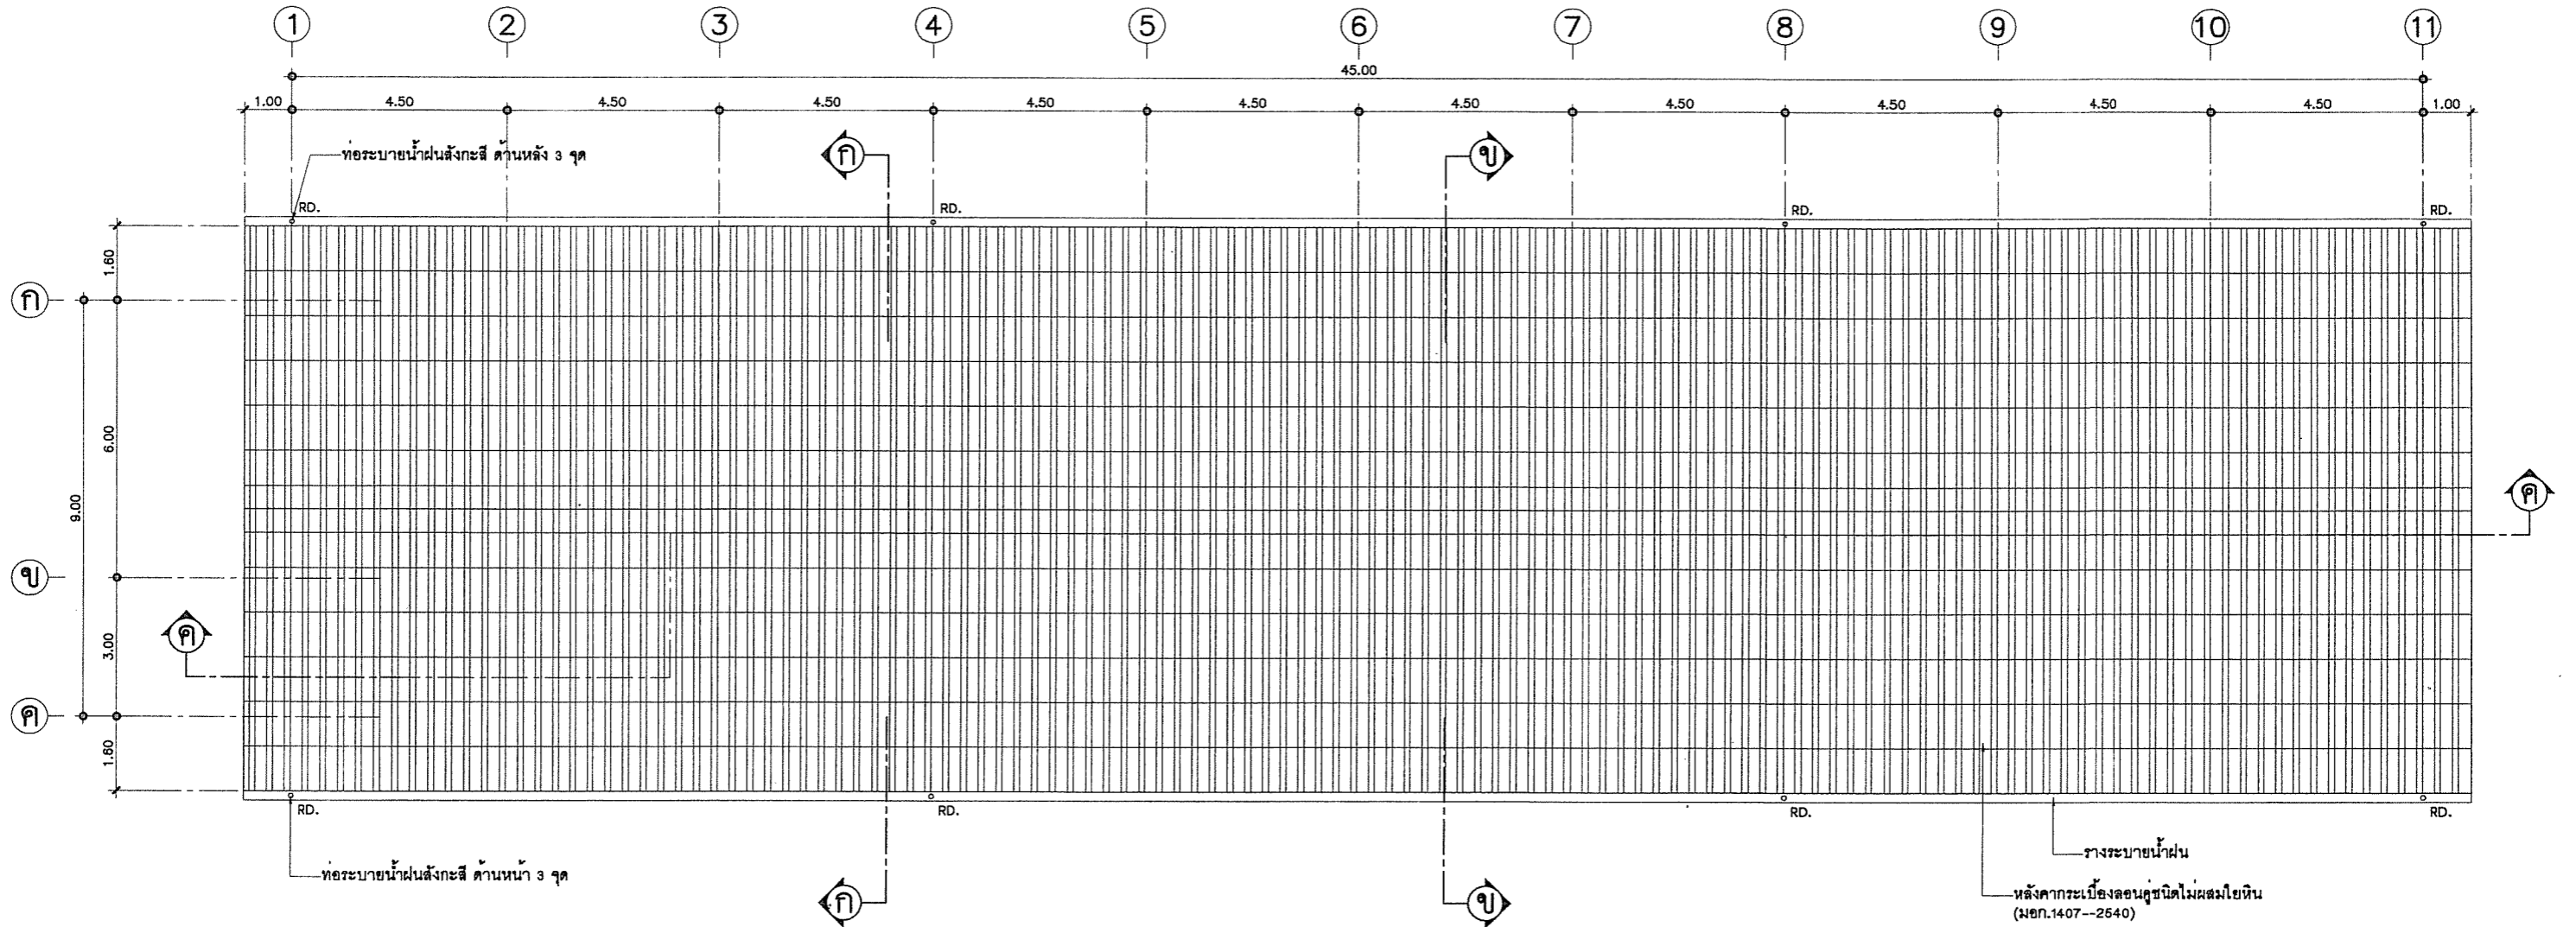 1 2 3 4 5 6 7 8 9 10 11
45.00
1.00 4.50 4.50 4.50 4.50 4.50 4.50 4.50 4.50 4.50 4.50 1.00
ท่อระบายน้ำฝนสังกะสี ด้านหลัง 3 จุด
ก ข
RD. RD. RD. RD.
1.60
ก
6.00
9.00
ค
ข
ค
3.00
ค
1.60
RD. RD. RD. RD.
รางระบายน้ำฝน
ท่อระบายน้ำฝนสังกะสี ด้านหน้า 3 จุด
ก ข
หลังคากระเบื้องลอนคู่ชนิดไม่ผสมใยหิน
(มอก.1407--2540)